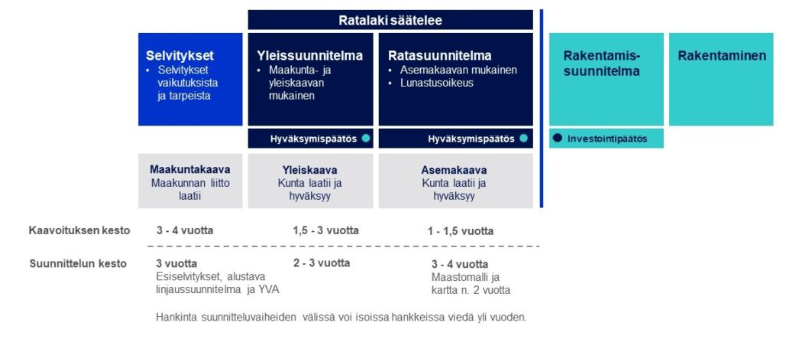 Ratalaki säätelee
Selvitykset
• Selvitykset
vaikutuksista
ja tarpeista
Yleissuunnitelma
• Maakunta- ja
yleiskaavan
mukainen
Ratasuunnitelma
• Asemakaavan mukainen
• Lunastusoikeus
Rakentamis-
suunnitelma
Rakentaminen
Hyväksymispäätös
Hyväksymispäätös
Investointipäätös
Maakuntakaava
Maakunnan liitto
laatii
Yleiskaava
Kunta laatii ja
hyväksyy
Asemakaava
Kunta laatii ja
hyväksyy
Kaavoituksen kesto
3 - 4 vuotta
1,5 - 3 vuotta
1 - 1,5 vuotta
Suunnittelun kesto
3 vuotta
Esiselvitykset, alustava
linjaussuunnitelma ja YVA
2 - 3 vuotta
3 - 4 vuotta
Maastomalli ja
kartta n. 2 vuotta
Hankinta suunnitteluvaiheiden välissä voi isoissa hankkeissa viedä yli vuoden.